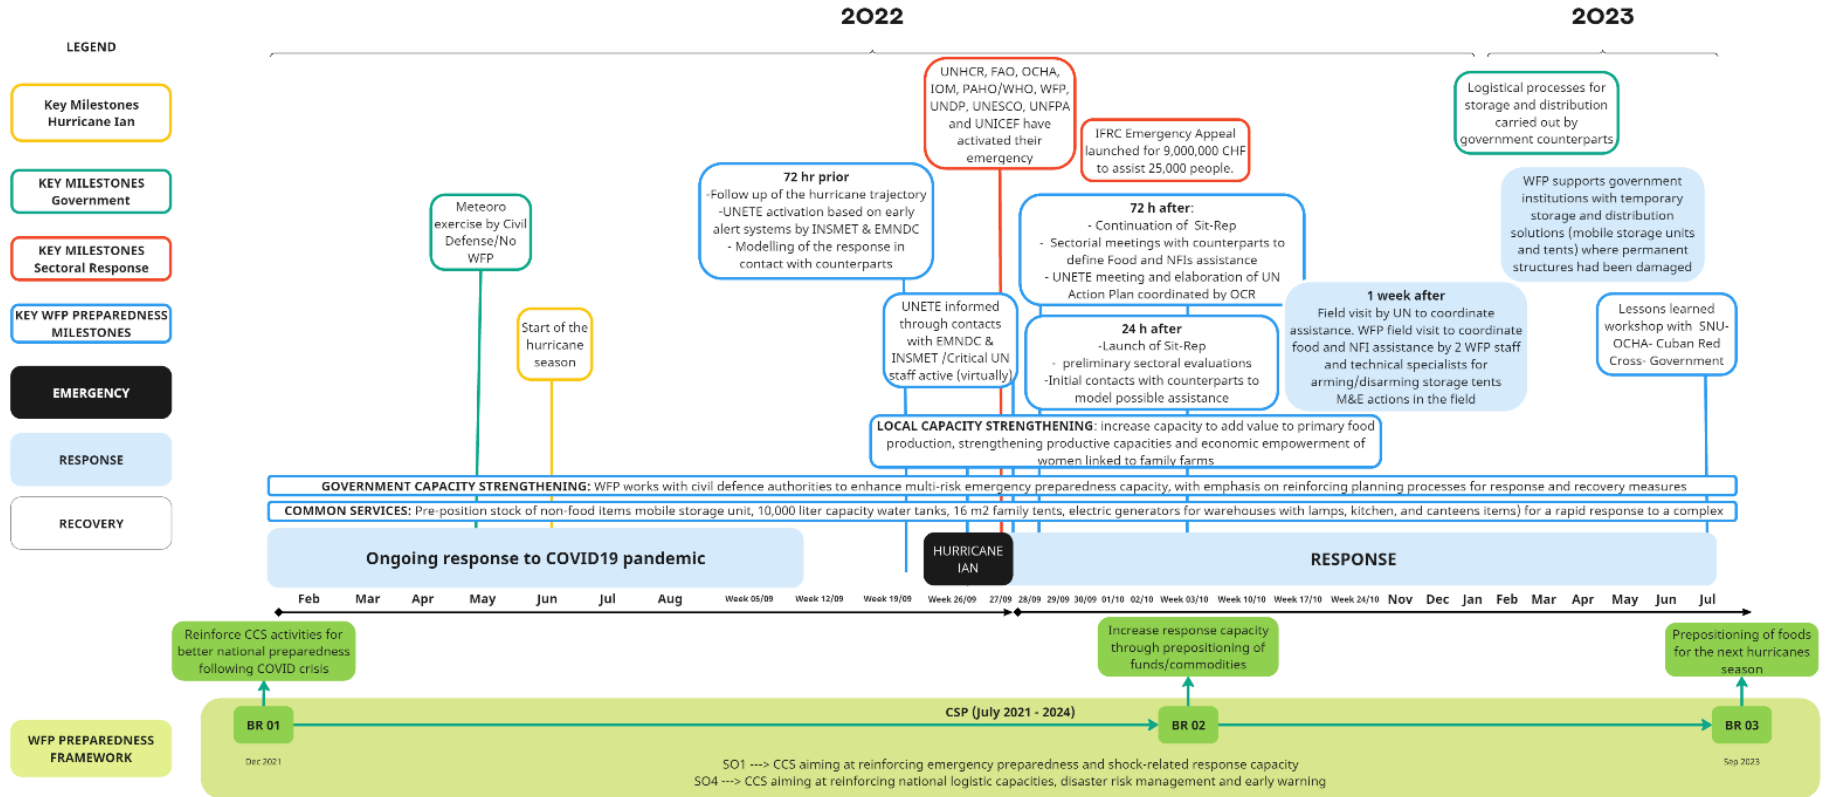 2022
2023
LEGEND
Key Milestones
Hurricane Ian
KEY MILESTONES
Government
KEY MILESTONES
Sectoral Response
KEY WFP PREPAREDNESS
MILESTONES
EMERGENCY
RESPONSE
RECOVERY
WFP PREPAREDNESS
FRAMEWORK
Meteoro
exercise by Civil
Defense/No
WFP
Start of the
hurricane
season
72 hr prior
-Follow up of the hurricane trajectory
-UNETE activation based on early
alert systems by INSMET & EMNDC
- Modelling of the response in
contact with counterparts
UNHCR, FAO, OCHA,
IOM, PAHO/WHO, WFP,
UNDP, UNESCO, UNFPA
and UNICEF have
activated their
emergency
IFRC Emergency Appeal
launched for 9,000,000 CHF
to assist 25,000 people.
UNETE informed
through contacts
with EMNDC &
INSMET /Critical UN
staff active (virtually)
72 h after:
- Continuation of Sit-Rep
- Sectorial meetings with counterparts to
define Food and NFIs assistance
- UNETE meeting and elaboration of UN
Action Plan coordinated by OCR
24 h after
-Launch of Sit-Rep
- preliminary sectoral evaluations
-Initial contacts with counterparts to
model possible assistance
1 week after
Field visit by UN to coordinate
assistance. WFP field visit to coordinate
food and NFI assistance by 2 WFP staff
and technical specialists for
arming/disarming storage tents
M&E actions in the field
Logistical processes for
storage and distribution
carried out by
government counterparts
WFP supports government
institutions with temporary
storage and distribution
solutions (mobile storage units
and tents) where permanent
structures had been damaged
Lessons learned
workshop with SNU-
OCHA- Cuban Red
Cross- Government
LOCAL CAPACITY STRENGTHENING: increase capacity to add value to primary food
production, strengthening productive capacities and economic empowerment of
women linked to family farms
GOVERNMENT CAPACITY STRENGTHENING: WFP works with civil defence authorities to enhance multi-risk emergency preparedness capacity, with emphasis on reinforcing planning processes for response and recovery measures
COMMON SERVICES: Pre-position stock of non-food items mobile storage unit, 10,000 liter capacity water tanks, 16 m2 family tents, electric generators for warehouses with lamps, kitchen, and canteens items) for a rapid response to a complex
Ongoing response to COVID19 pandemic
HURRICANE
IAN
RESPONSE
Feb Mar Apr May Jun Jul Aug Week 05/09 Week 12/09 Week 19/09 Week 26/09 27/09 28/09 29/09 30/09 01/10 02/10 Week 03/10 Week 10/10 Week 17/10 Week 24/10 Nov Dec Jan Feb Mar Apr May Jun Jul
Reinforce CCS activities for
better national preparedness
following COVID crisis
Increase response capacity
through prepositioning of
funds/commodities
Prepositioning of foods
for the next hurricanes
season
CSP (July 2021 - 2024)
BR 01
BR 02
BR 03
Dec 2021
Sep 2023
SO1 ---> CCS aiming at reinforcing emergency preparedness and shock-related response capacity
SO4 ---> CCS aiming at reinforcing national logistic capacities, disaster risk management and early warning